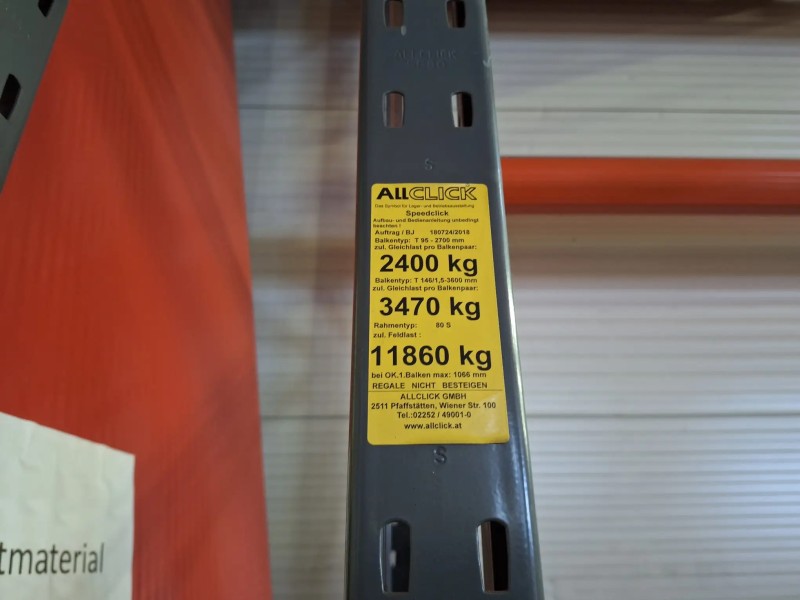 ALLCLICK
S
ALLCLICK
Das Symbol für Lager- und Betriebsausstattung
Speedclick
Aufbau- und Bedienanleitung unbedingt
beachten !
Auftrag / BJ 180724/2018
Balkentyp: T 95 - 2700 mm
zul. Gleichlast pro Balkenpaar:
2400 kg
Balkentyp: T 146/1,5-3600 mm
zul. Gleichlast pro Balkenpaar:
3470 kg
Rahmentyp: 80 S
zul. Feldlast :
11860 kg
bei OK.1.Balken max: 1066 mm
REGALE NICHT BESTEIGEN
ALLCLICK GMBH
2511 Pfaffstätten, Wiener Str. 100
Tel.:02252 / 49001-0
www.allclick.at
S
tmaterial